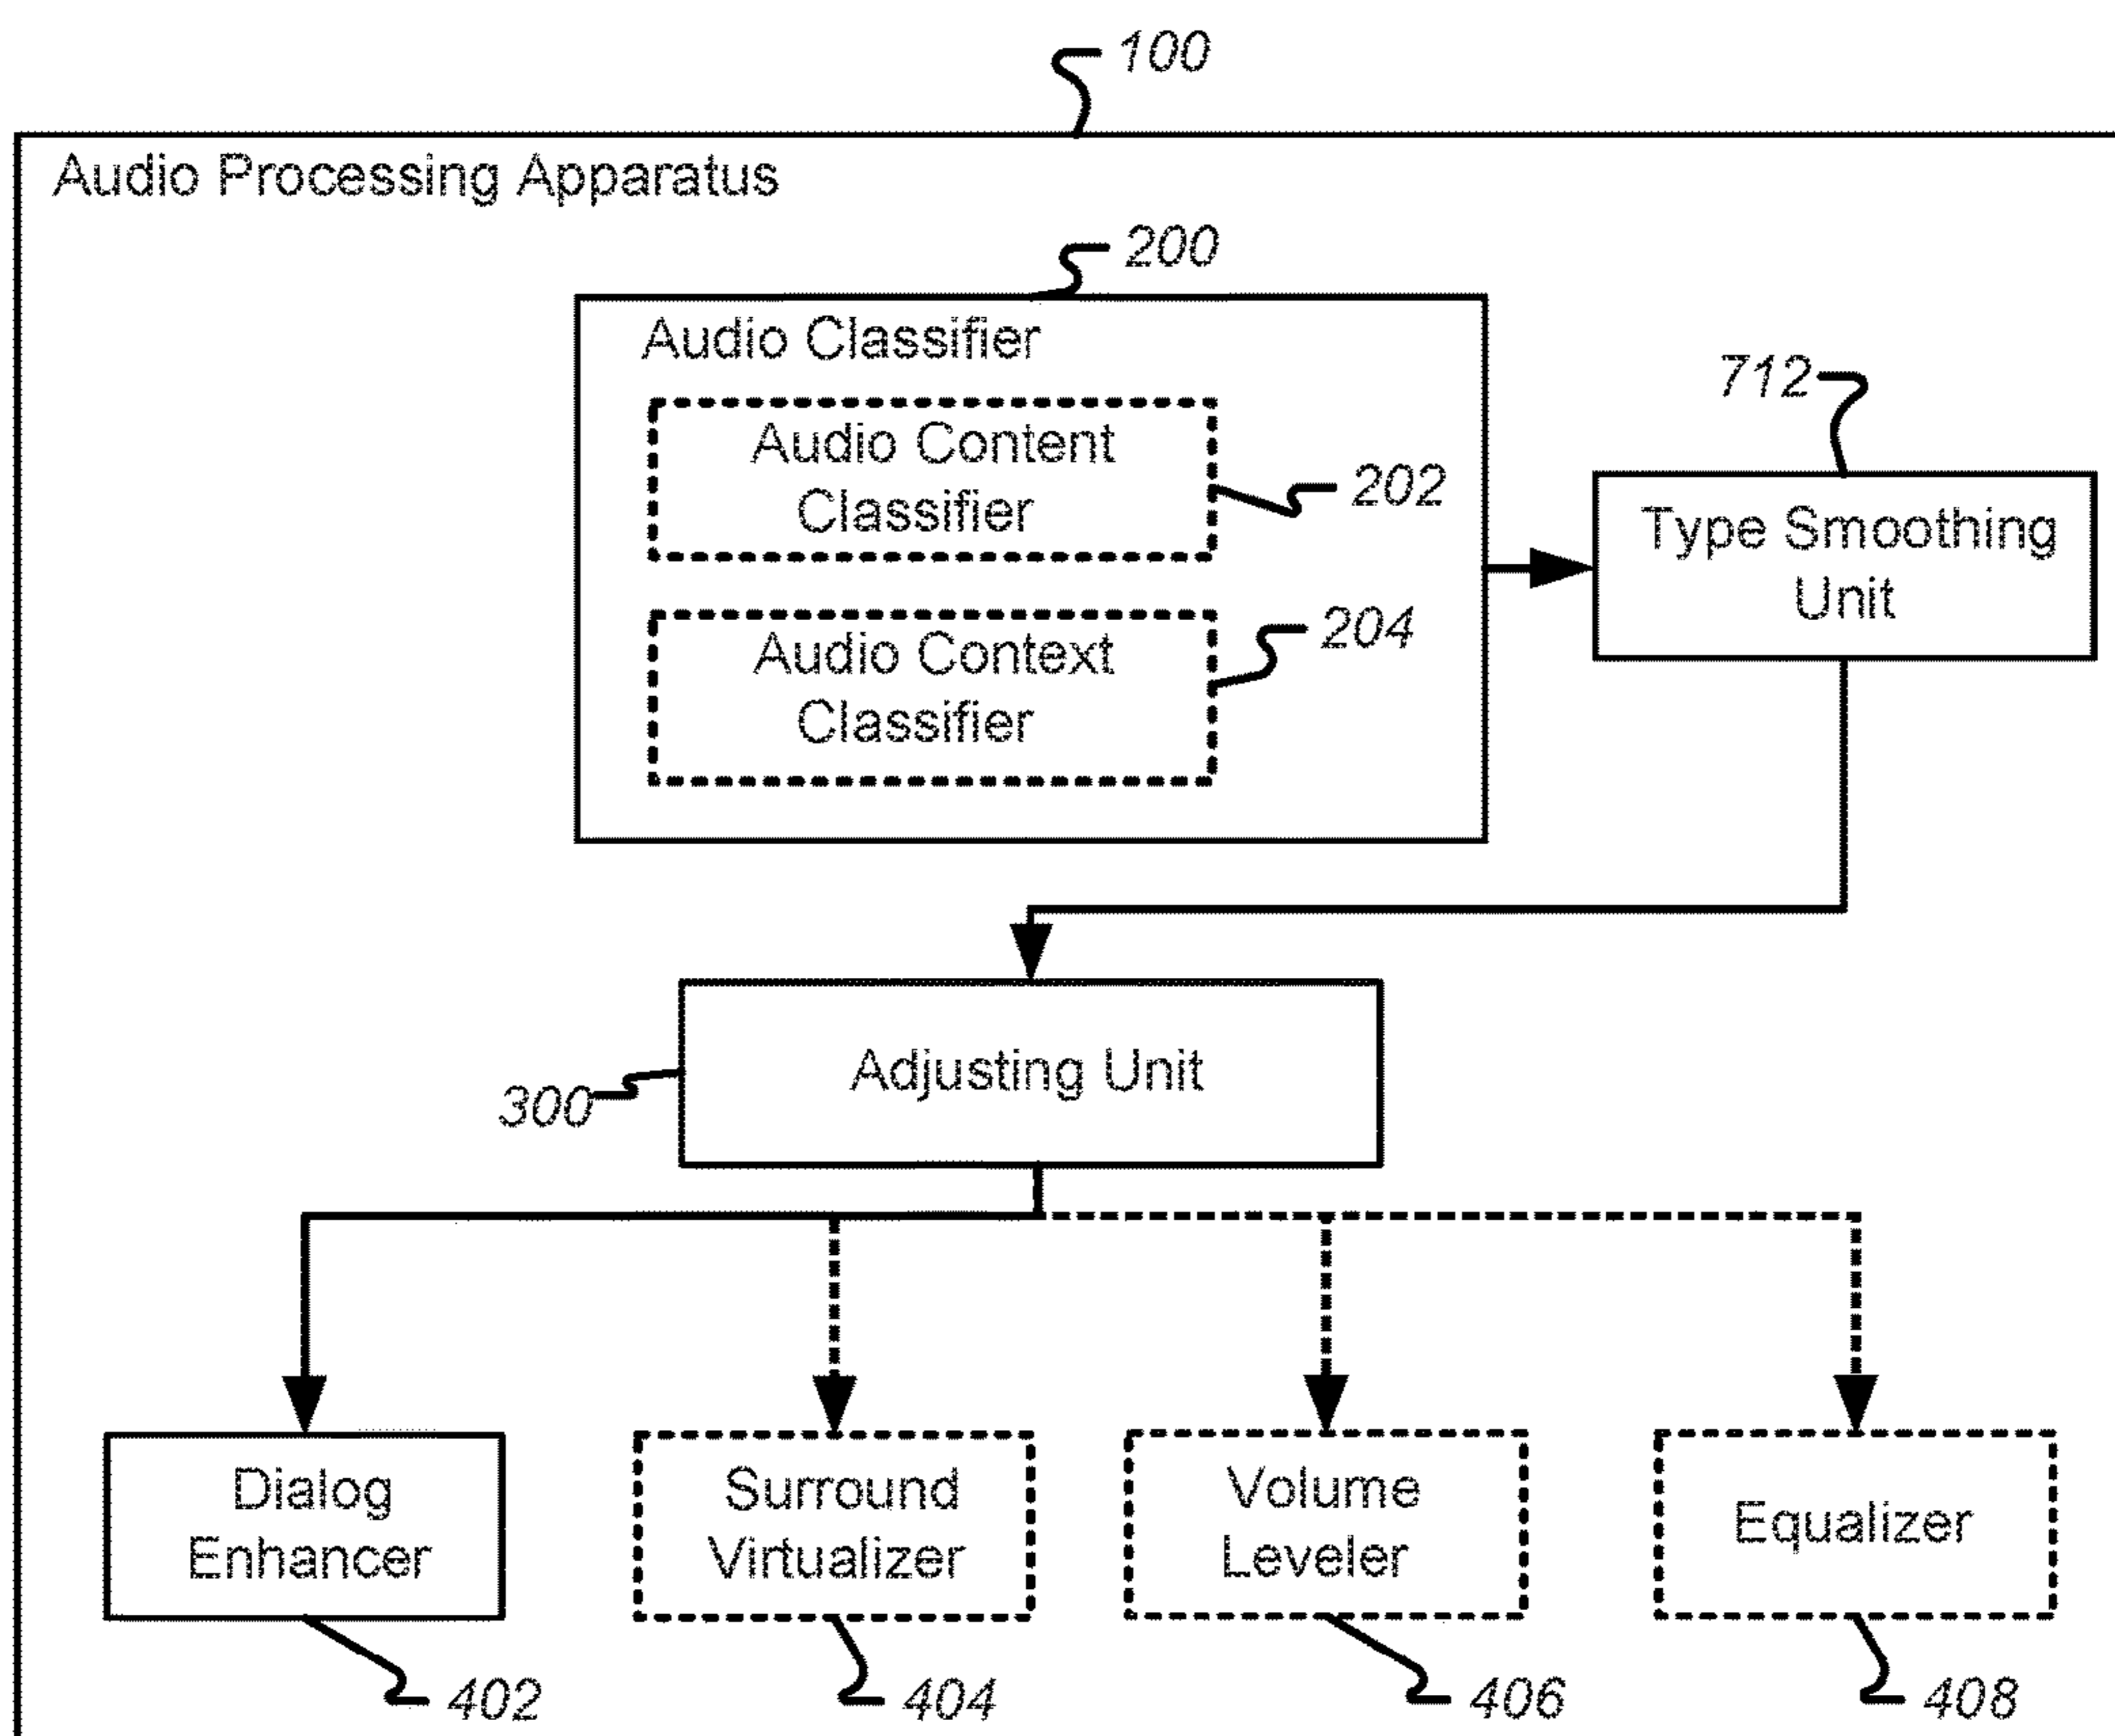 100
Audio Processing Apparatus
200
Audio Classifier
712
Audio Content
Classifier
202
Type Smoothing
Unit
204
Audio Context
Classifier
Adjusting Unit
300
Dialog
Enhancer
Surround
Virtualizer
Volume
Leveler
Equalizer
402
404
406
408